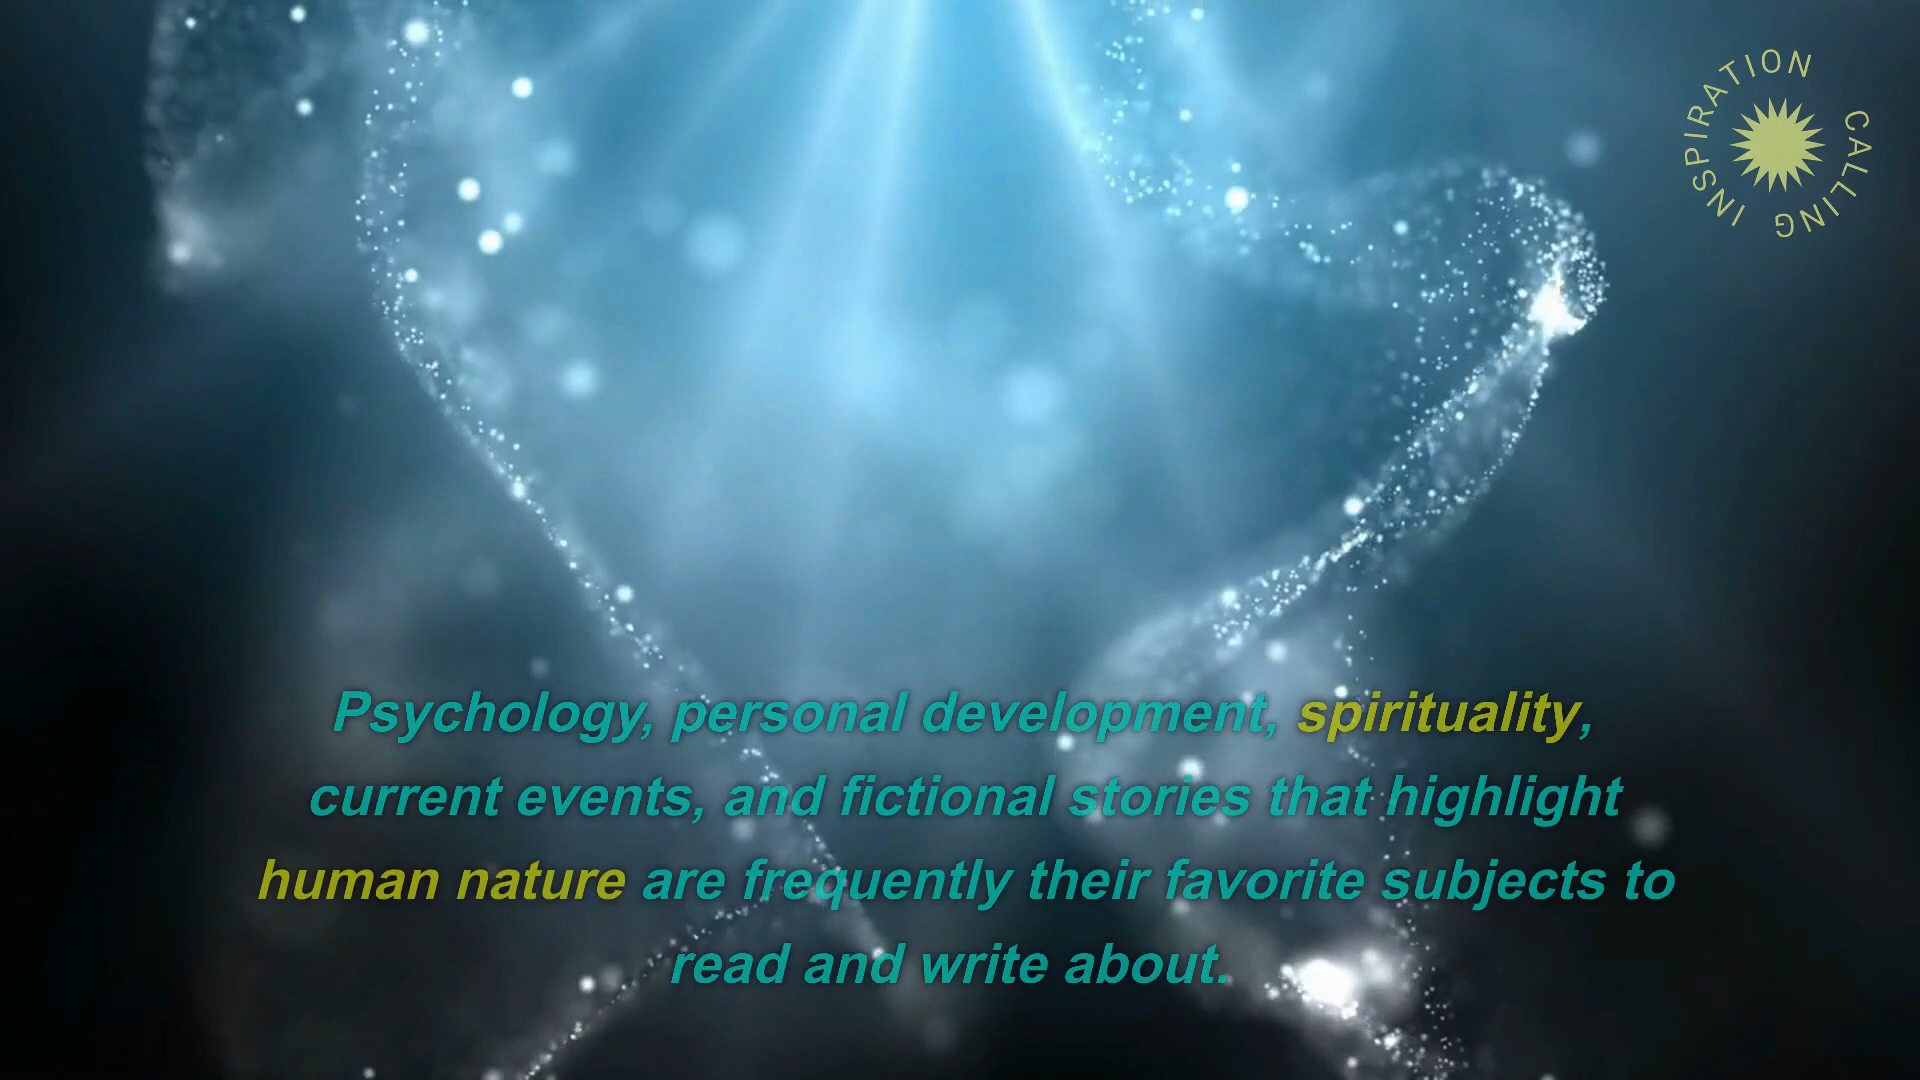 INSPIRATION CALLING
Psychology, personal development, spirituality,
current events, and fictional stories that highlight
human nature are frequently their favorite subjects to
read and write about.